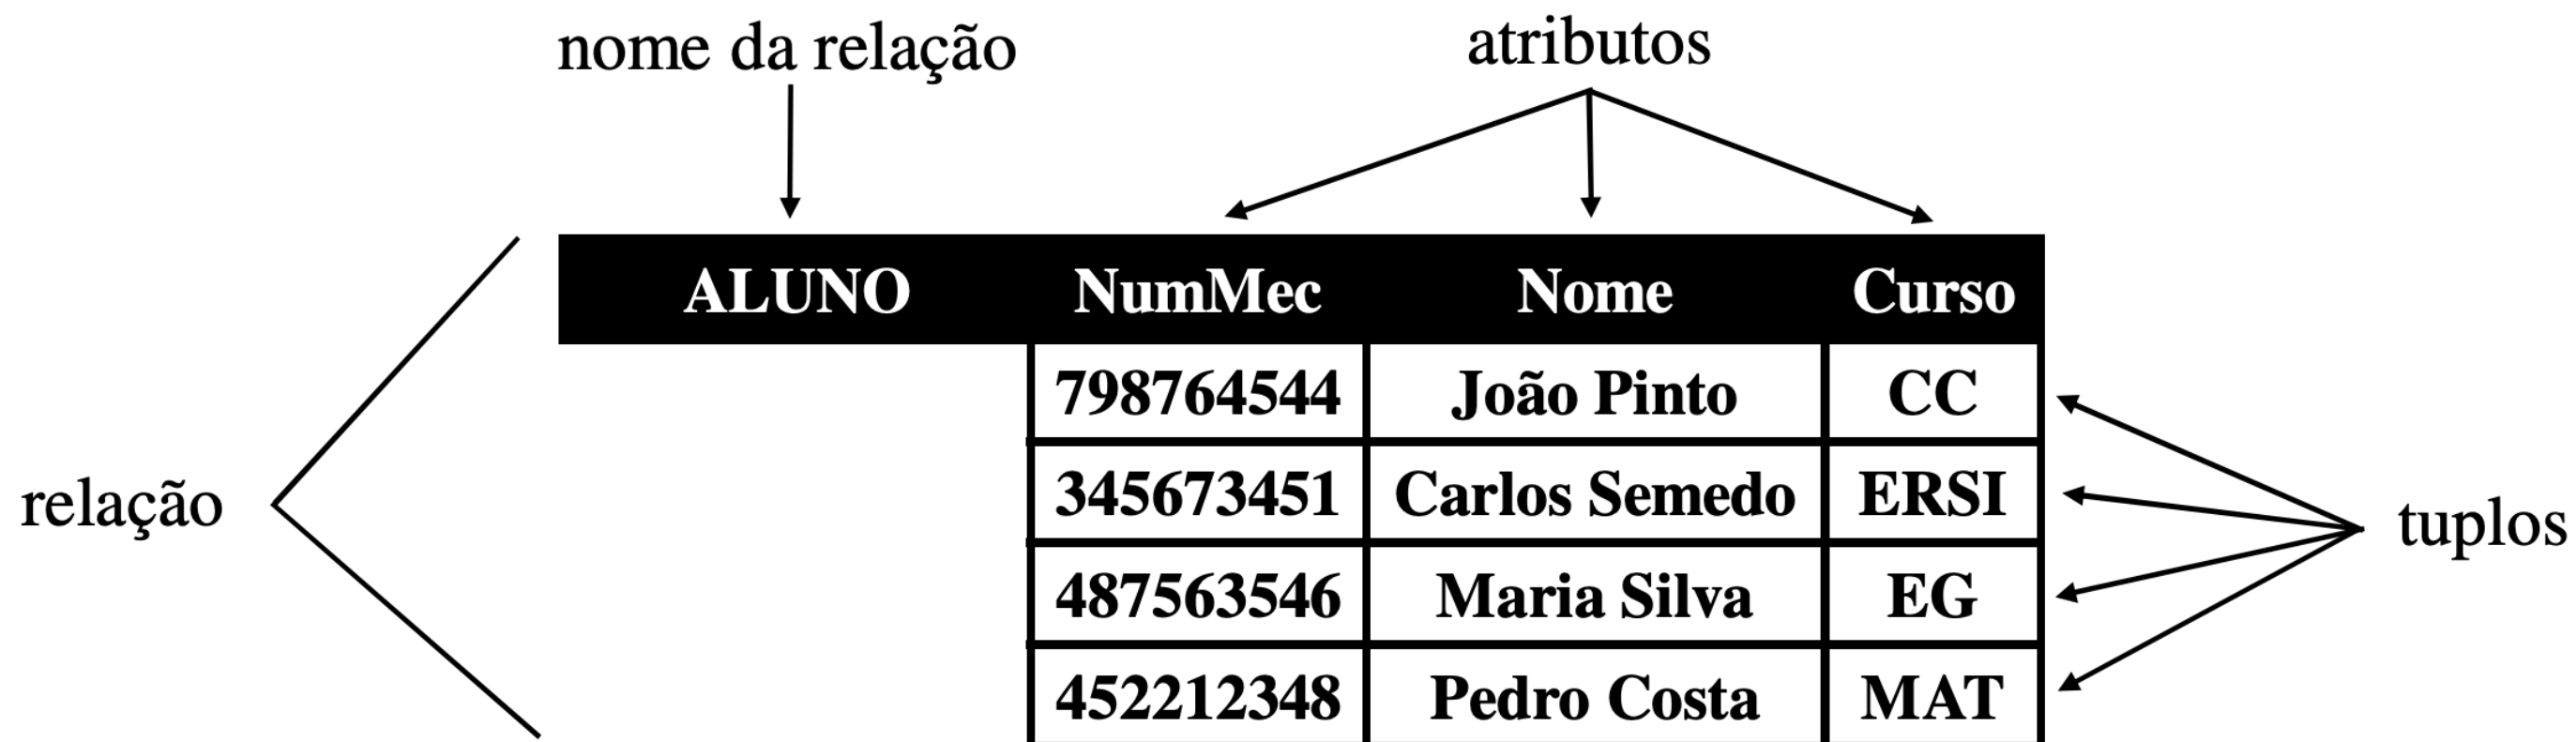 nome da relação
atributos
ALUNO NumMec Nome Curso
798764544 João Pinto CC
345673451 Carlos Semedo ERSI
relação
tuplos
487563546 Maria Silva EG
452212348 Pedro Costa MAT